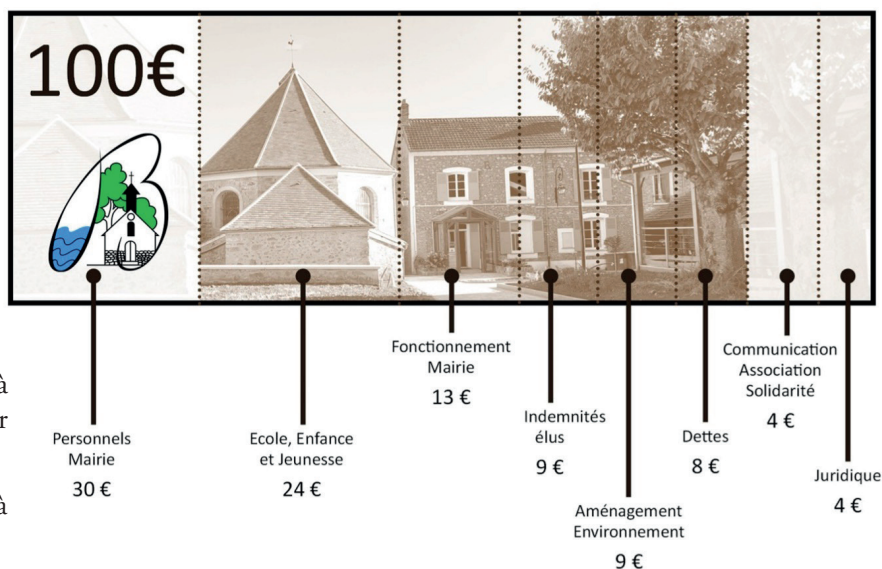 100€
Fonctionnement
Mairie
13 €
Communication
Association
Solidarité
4 €
à
r
Personnels
Mairie
30 €
Ecole, Enfance
et Jeunesse
24 €
Indemnités
élus
9 €
Dettes
8 €
Juridique
4 €
à
Aménagement
Environnement
9 €